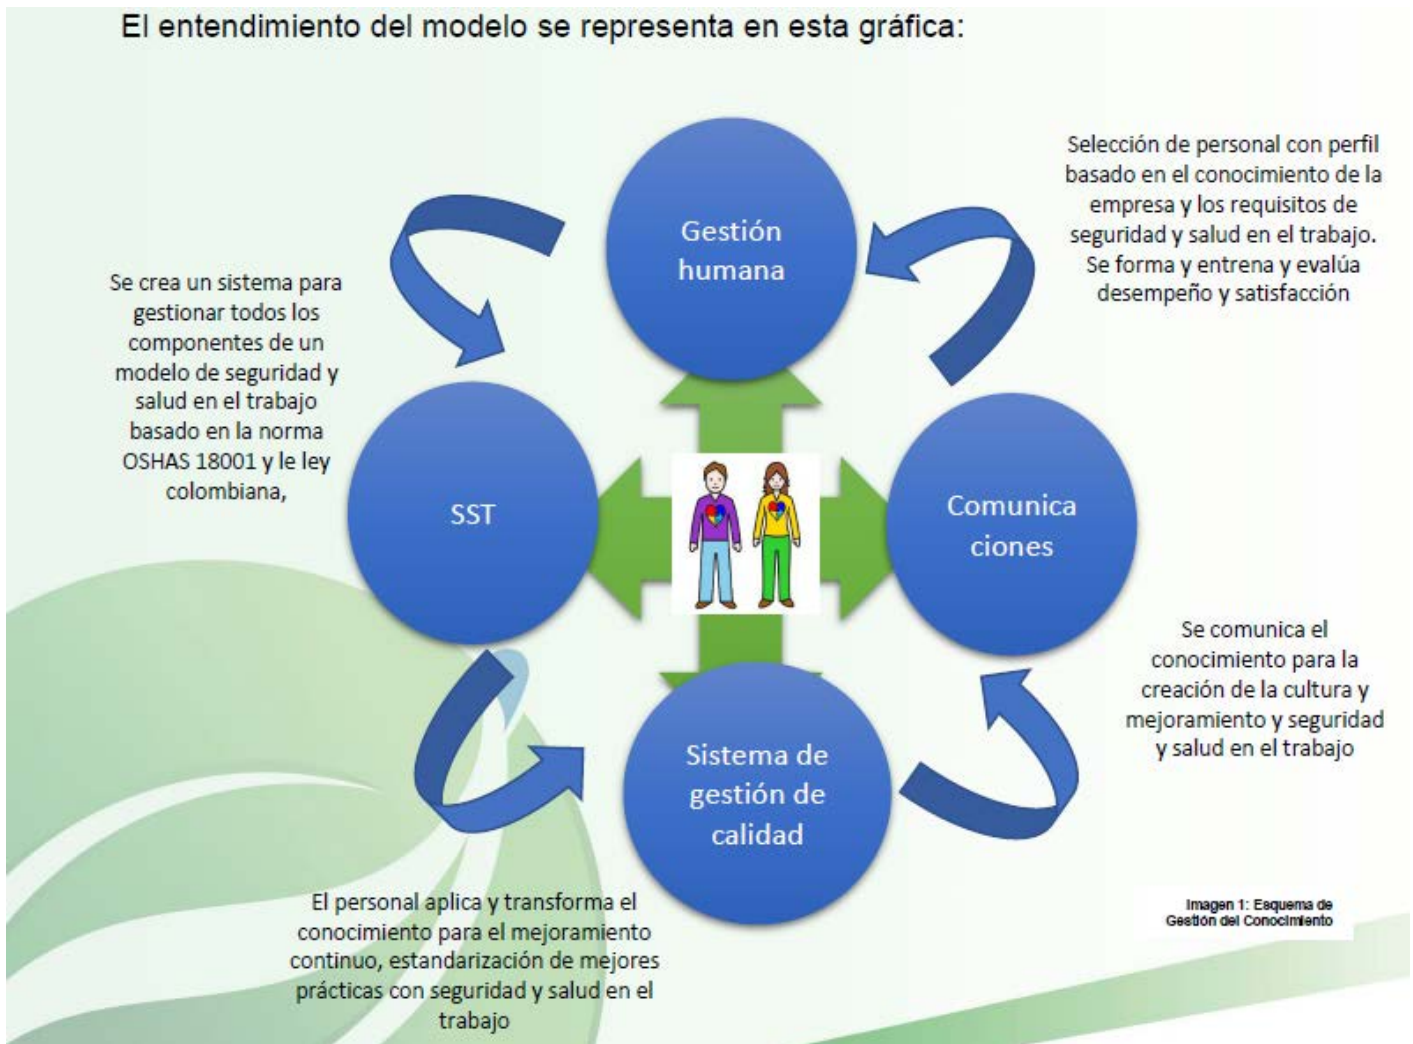 El entendimiento del modelo se representa en esta gráfica:
Gestión
humana
Selección de personal con perfil
basado en el conocimiento de la
empresa y los requisitos de
seguridad y salud en el trabajo.
Se forma y entrena y evalúa
desempeño y satisfacción
Se crea un sistema para
gestionar todos los
componentes de un
modelo de seguridad y
salud en el trabajo
basado en la norma
OSHAS 18001 y le ley
colombiana,
SST
Comunica
ciones
Se comunica el
conocimiento para la
creación de la cultura y
mejoramiento y seguridad
y salud en el trabajo
Sistema de
gestión de
calidad
El personal aplica y transforma el
conocimiento para el mejoramiento
continuo, estandarización de mejores
prácticas con seguridad y salud en el
trabajo
Imagen 1: Esquema de
Gestión del Conocimiento